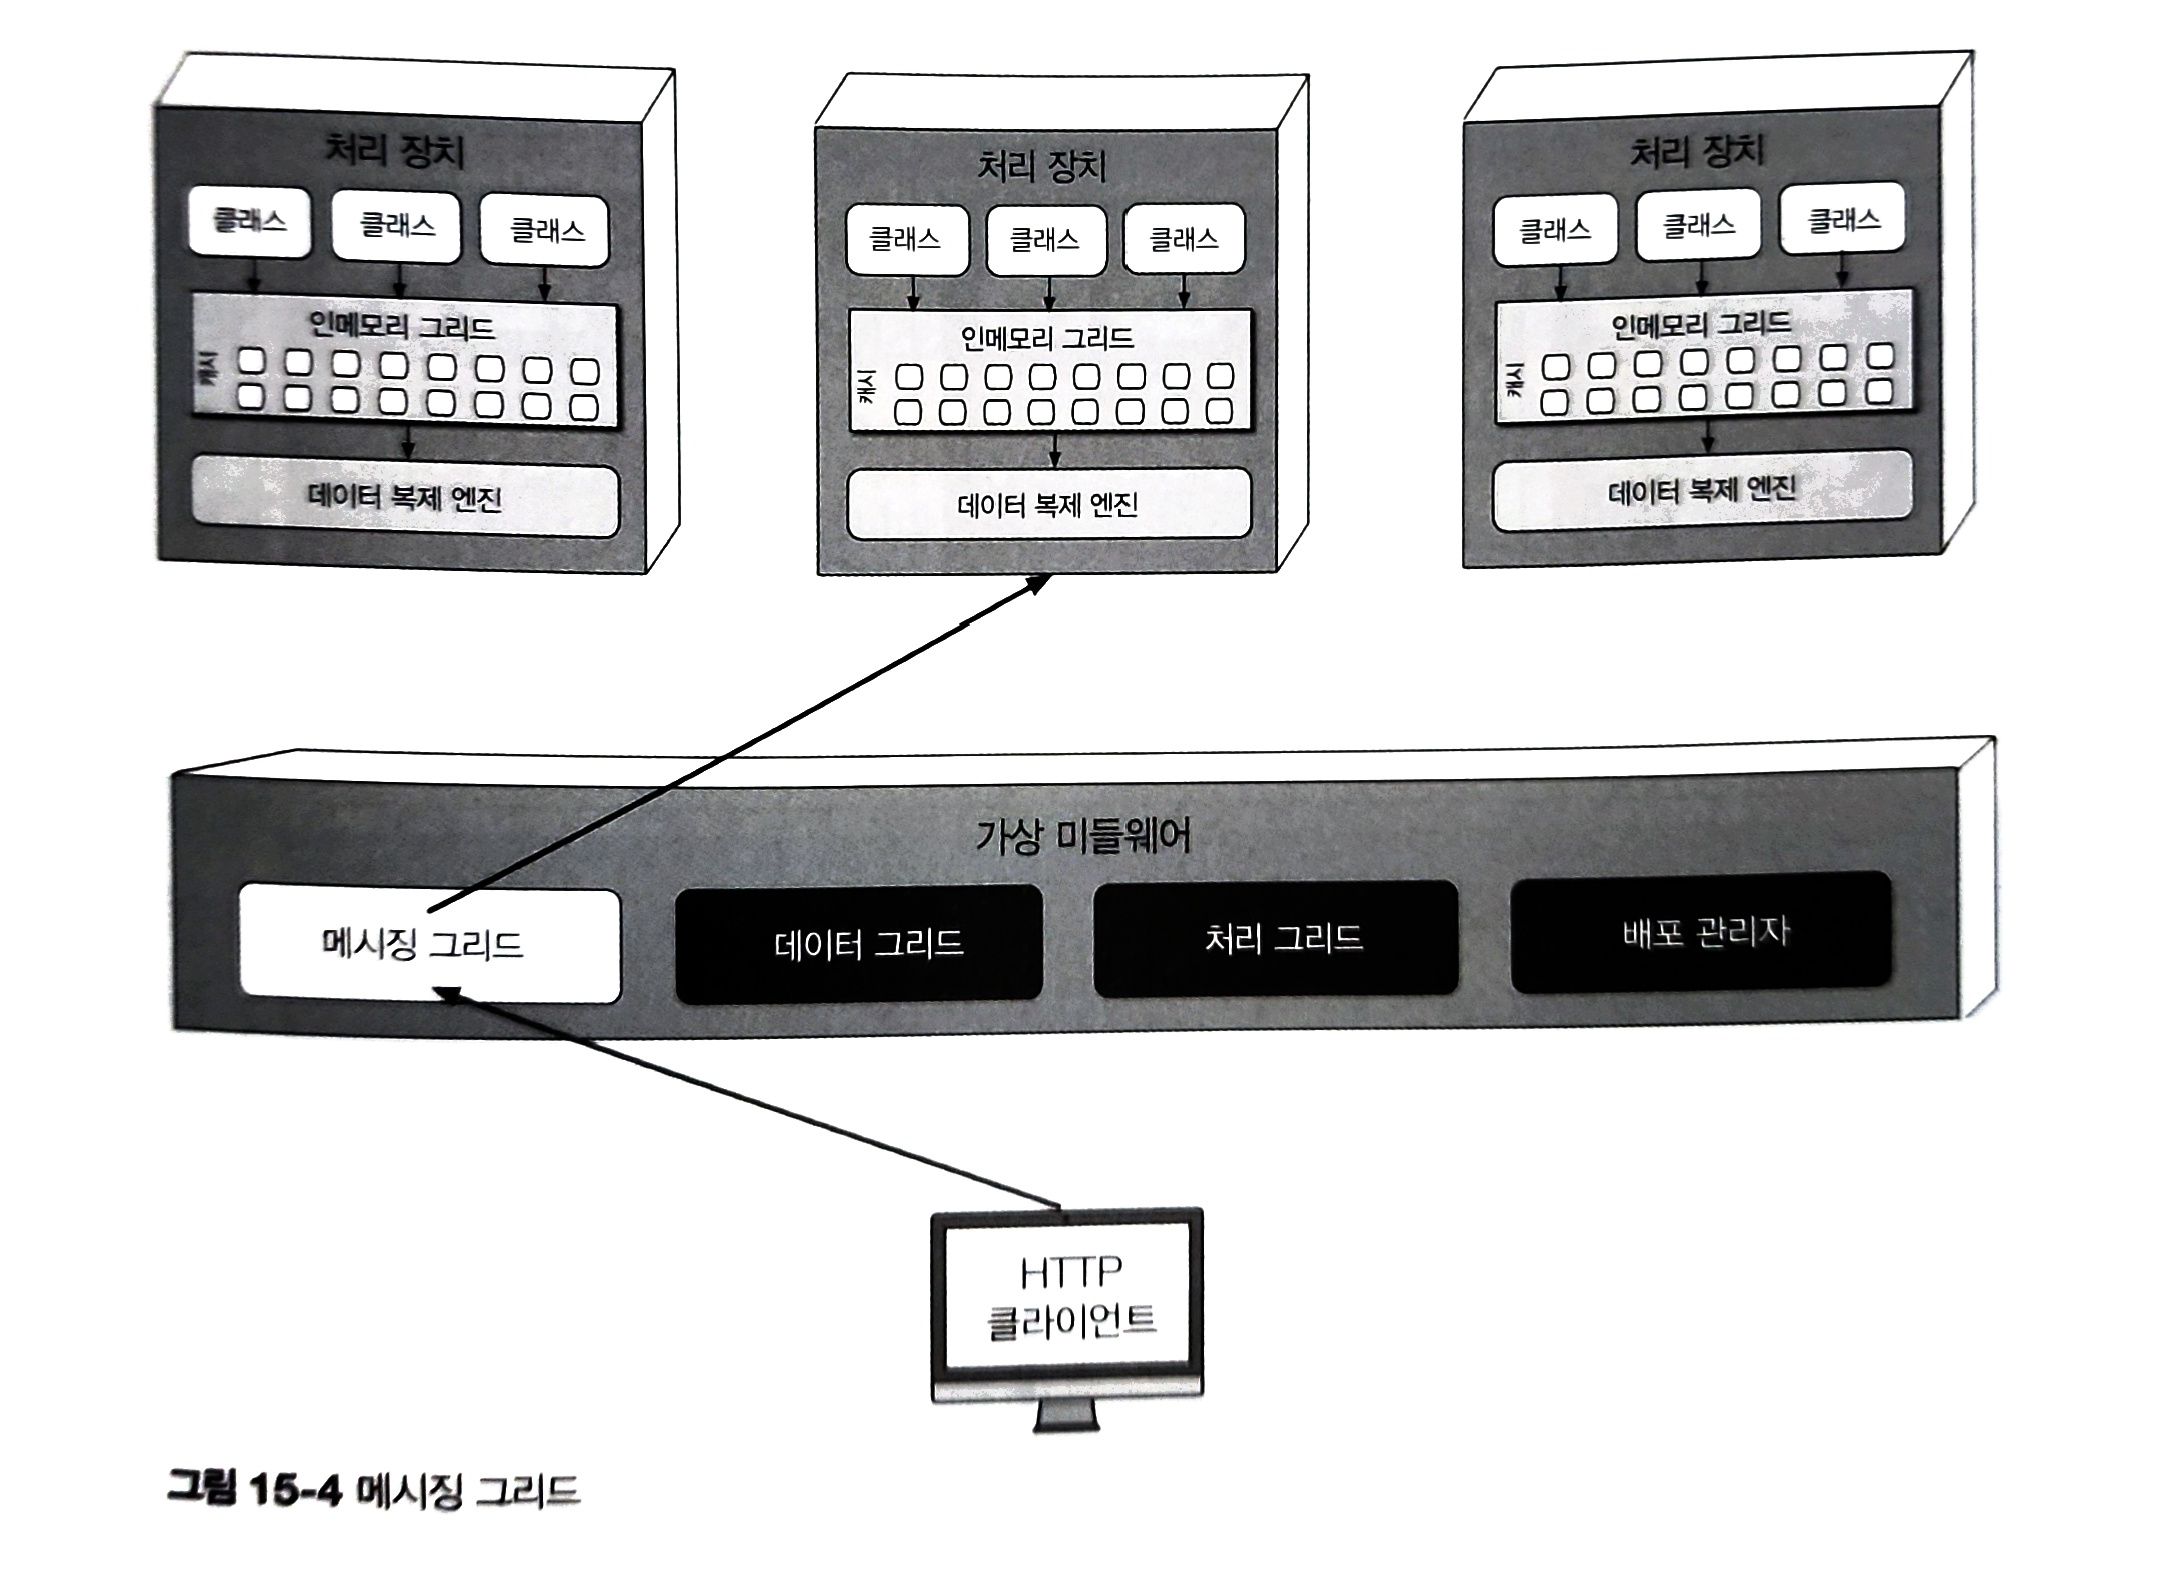 처리 장치
클래스 클래스 클래스
인메모리 그리드
캐시
데이터 복제 엔진
처리 장치
클래스 클래스 클래스
인메모리 그리드
캐시
데이터 복제 엔진
처리 장치
클래스 클래스 클래스
인메모리 그리드
캐시
데이터 복제 엔진
가상 미들웨어
메시징 그리드
데이터 그리드
처리 그리드
배포 관리자
HTTP
클라이언트
그림 15-4 메시징 그리드